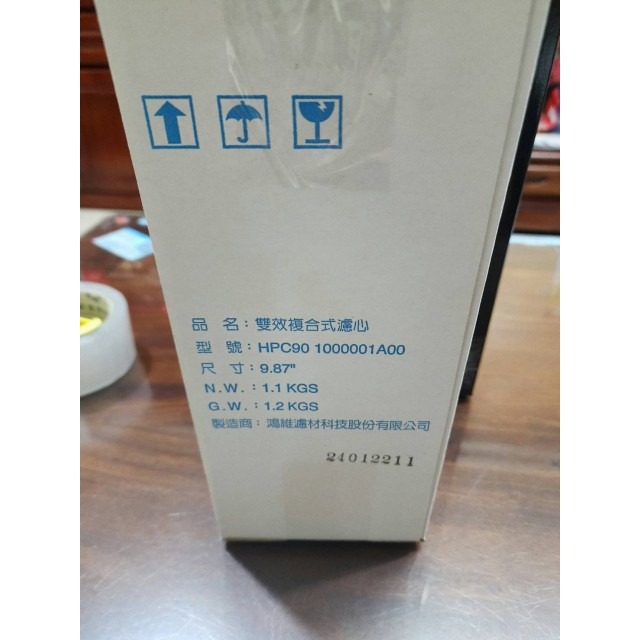 品 名：雙效複合式濾心
型 號：HPC90 1000001A00
尺 寸：9.87"
N.W.：1.1 KGS
G.W.：1.2 KGS
製造商：鴻維濾材科技股份有限公司
24012211